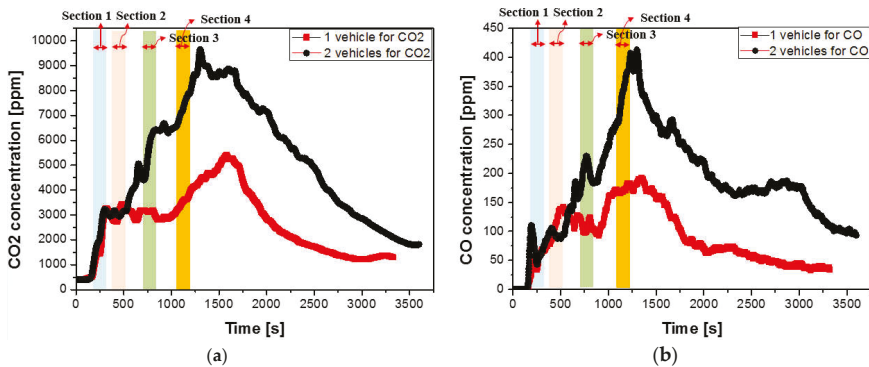 Section 1
Section 2
Section 4
Section 3
1 vehicle for CO2
2 vehicles for CO2
CO2 concentration [ppm]
10000
9000
8000
7000
6000
5000
4000
3000
2000
1000
0
0
500
1000
1500
2000
2500
3000
3500
Time [s]
(a)
Section 1
Section 2
Section 4
Section 3
1 vehicle for CO
2 vehicles for CO
CO concentration [ppm]
450
400
350
300
250
200
150
100
50
0
0
500
1000
1500
2000
2500
3000
3500
Time [s]
(b)